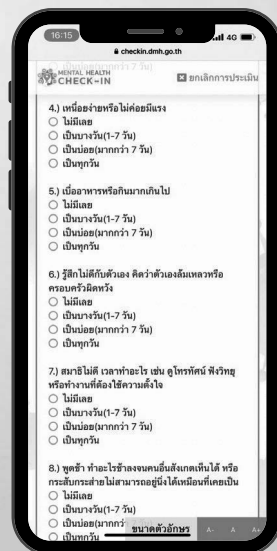 16:15
4G
checkin.dmh.go.th
MENTAL HEALTH
CHECK-IN
ยกเลิกการประเมิน
4.) เหนื่อยง่ายหรือไม่ค่อยมีแรง
ไม่มีเลย
เป็นบางวัน(1-7 วัน)
เป็นบ่อย(มากกว่า 7 วัน)
เป็นทุกวัน
5.) เบื่ออาหารหรือกินมากเกินไป
ไม่มีเลย
เป็นบางวัน(1-7 วัน)
เป็นบ่อย(มากกว่า 7 วัน)
เป็นทุกวัน
6.) รู้สึกไม่ดีกับตัวเอง คิดว่าตัวเองล้มเหลวหรือ
ครอบครัวผิดหวัง
ไม่มีเลย
เป็นบางวัน(1-7 วัน)
เป็นบ่อย(มากกว่า 7 วัน)
เป็นทุกวัน
7.) สมาธิไม่ดี เวลาทำอะไร เช่น ดูโทรทัศน์ ฟังวิทยุ
หรือทำงานที่ต้องใช้ความตั้งใจ
ไม่มีเลย
เป็นบางวัน(1-7 วัน)
เป็นบ่อย(มากกว่า 7 วัน)
เป็นทุกวัน
8.) พูดช้า ทำอะไรช้าลงจนคนอื่นสังเกตเห็นได้ หรือ
กระสับกระส่ายไม่สามารถอยู่นิ่งได้เหมือนที่เคยเป็น
ไม่มีเลย
เป็นบางวัน(1-7 วัน)
เป็นบ่อย(มากกว่า
เป็นทุกวัน
ขนาดตัวอักษร A- A A+